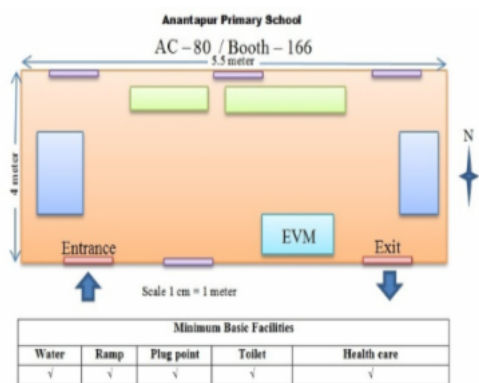 Anantapur Primary School
AC – 80 / Booth – 166
5.5 meter
4 meter
N
EVM
Entrance
Exit
Scale 1 cm = 1 meter
Minimum Basic Facilities
Water Ramp Plug point Toilet Health care
√ √ √ √ √